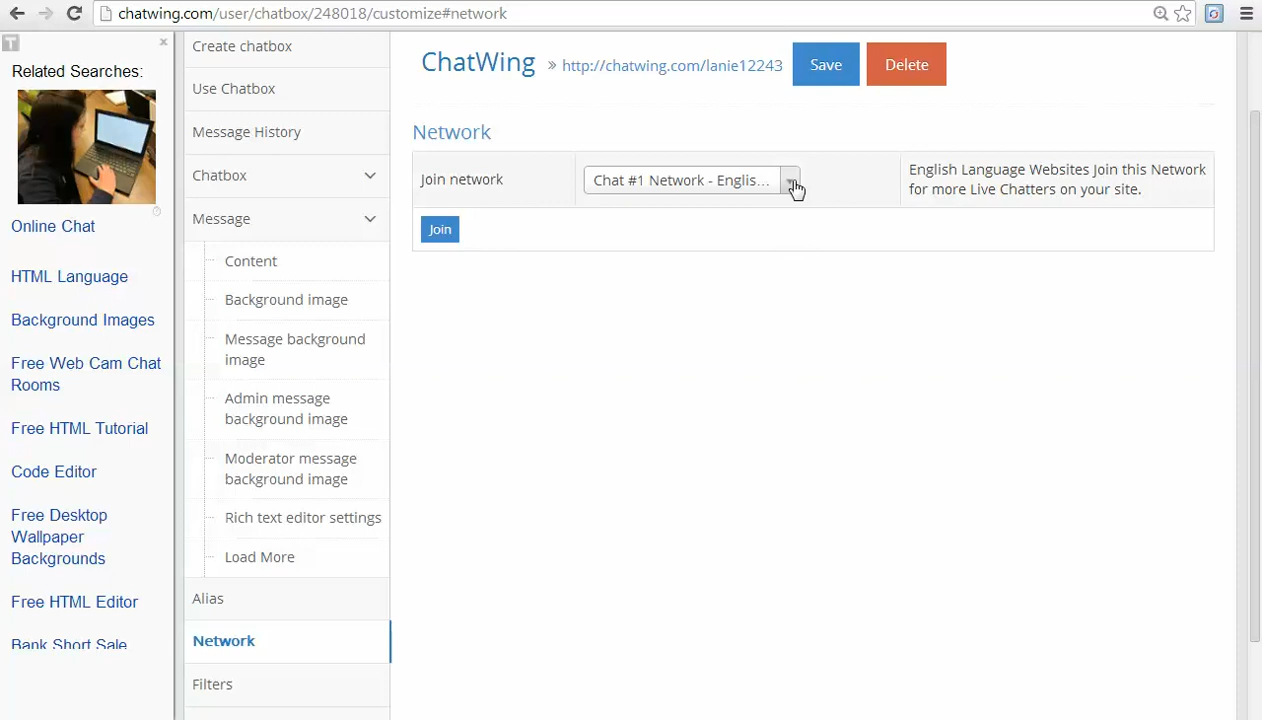 chatwing.com/user/chatbox/248018/customize#network
T
Related Searches:
Online Chat
HTML Language
Background Images
Free Web Cam Chat
Rooms
Free HTML Tutorial
Code Editor
Free Desktop
Wallpaper
Backgrounds
Free HTML Editor
Bank Short Sale
Create chatbox
Use Chatbox
Message History
Chatbox
Message
Content
Background image
Message background
image
Admin message
background image
Moderator message
background image
Rich text editor settings
Load More
Alias
Network
Filters
ChatWing » http://chatwing.com/lanie12243 Save Delete
Network
Join network
Chat #1 Network - Englis...
English Language Websites Join this Network
for more Live Chatters on your site.
Join